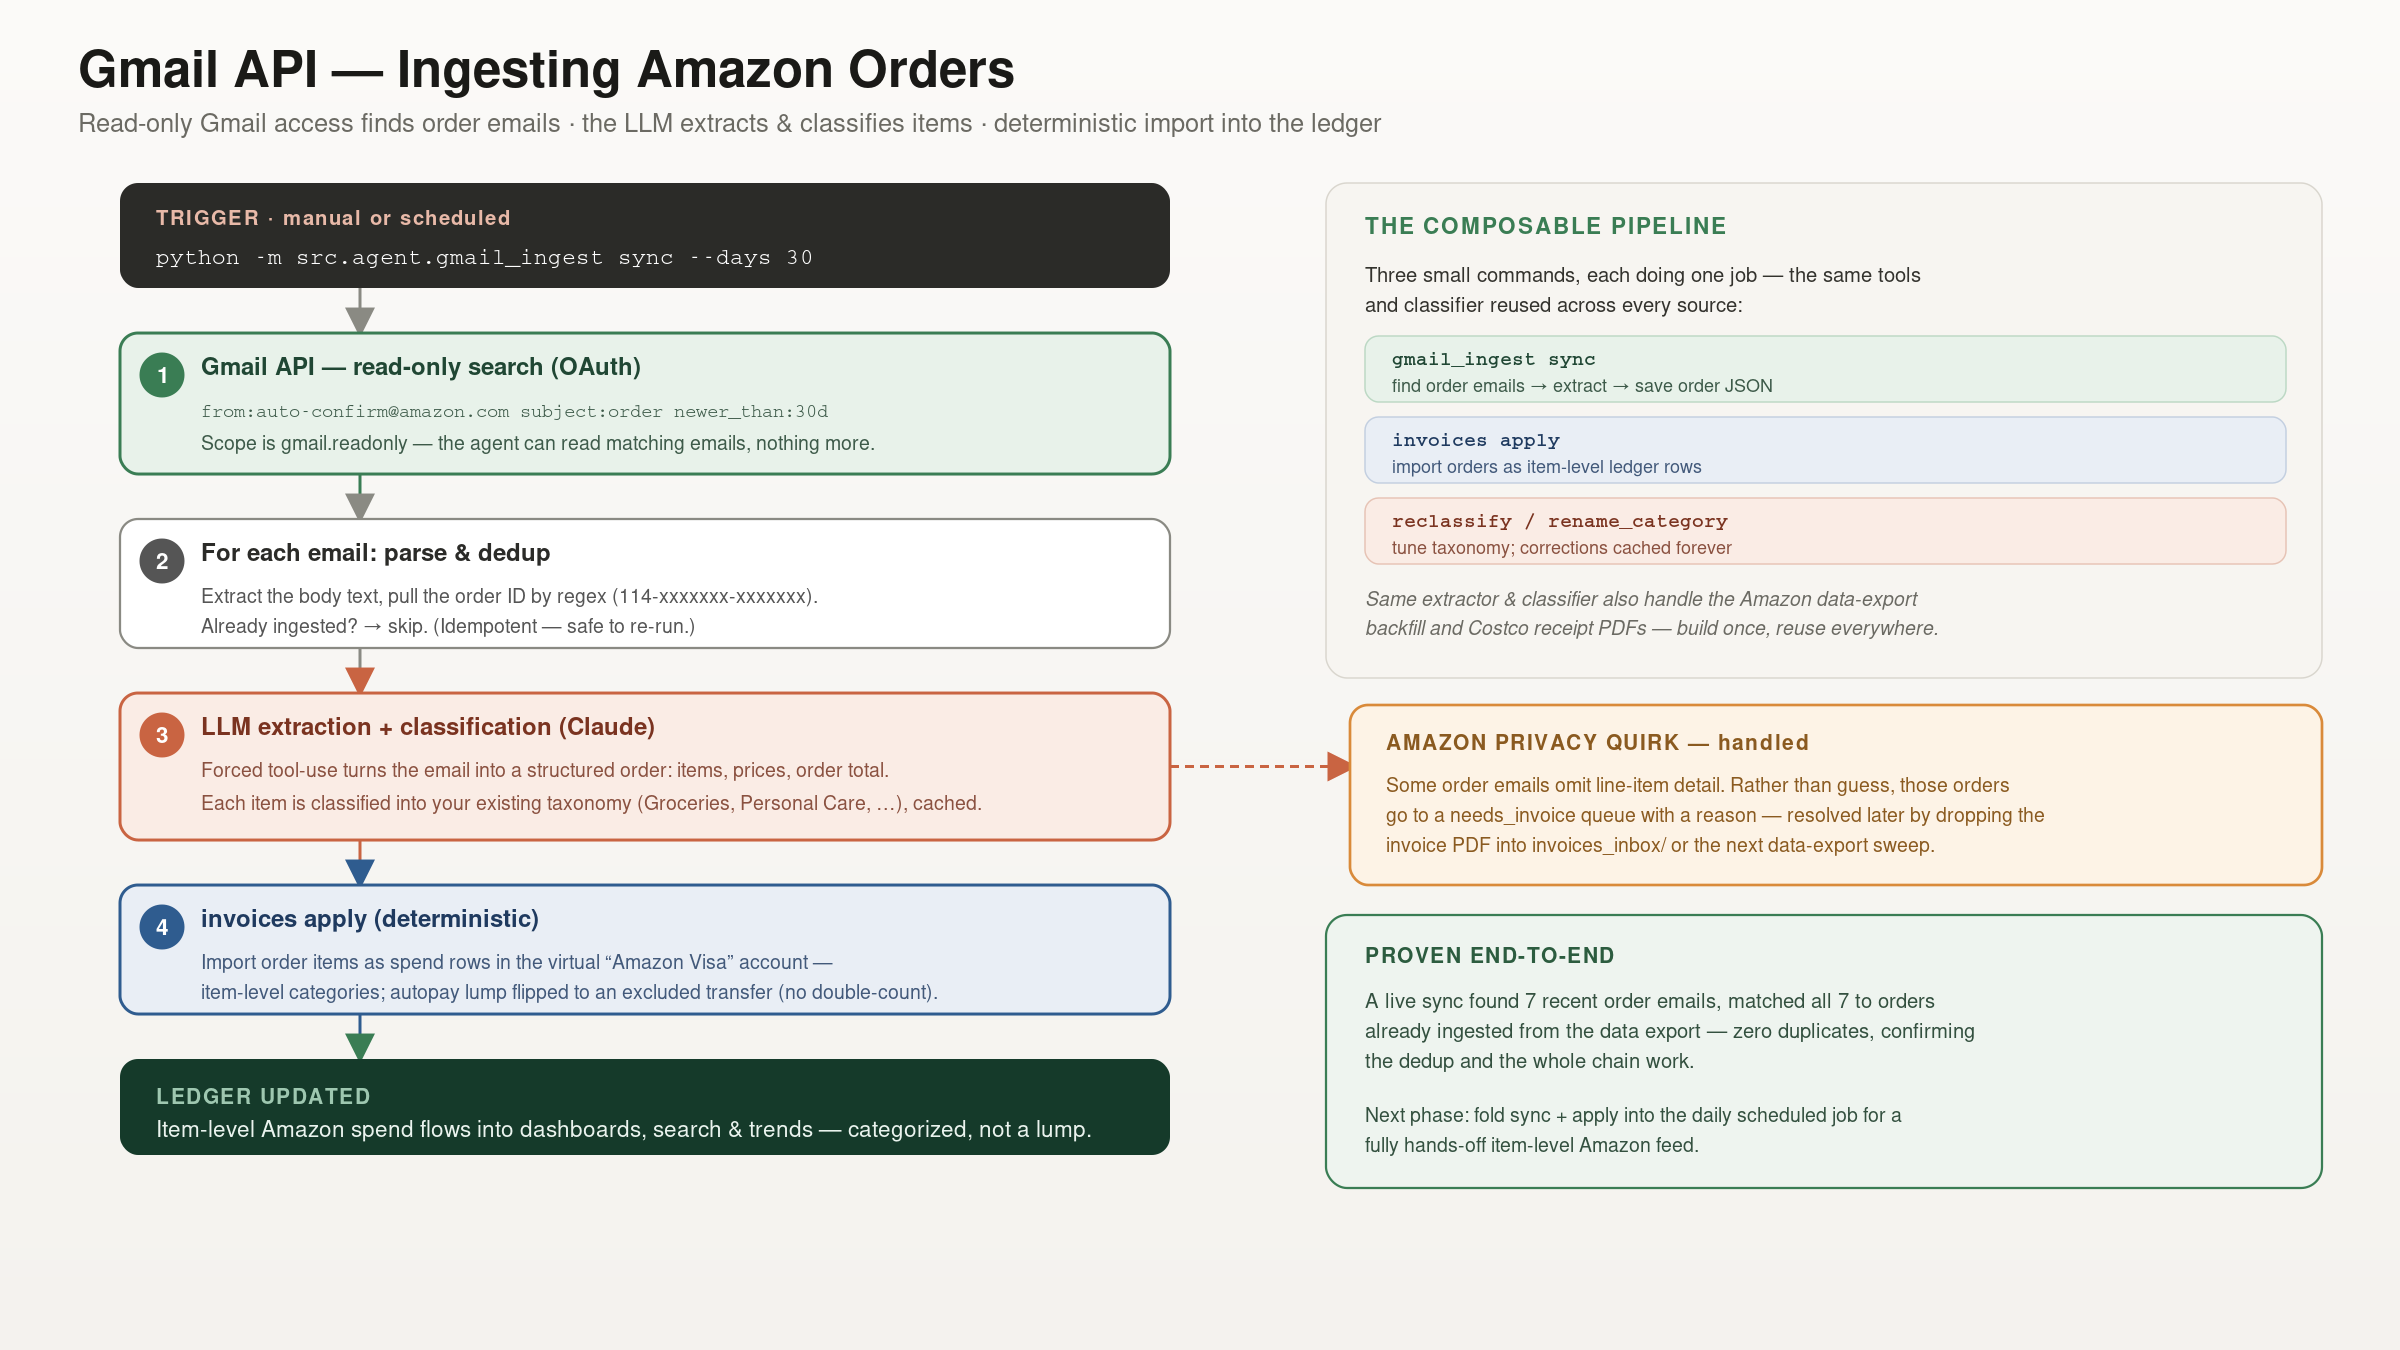 Gmail API — Ingesting Amazon Orders
Read-only Gmail access finds order emails · the LLM extracts & classifies items · deterministic import into the ledger
TRIGGER · manual or scheduled
python -m src.agent.gmail_ingest sync --days 30
1
Gmail API — read-only search (OAuth)
from:auto-confirm@amazon.com subject:order newer_than:30d
Scope is gmail.readonly — the agent can read matching emails, nothing more.
2
For each email: parse & dedup
Extract the body text, pull the order ID by regex (114-xxxxxxx-xxxxxxx).
Already ingested? → skip. (Idempotent — safe to re-run.)
3
LLM extraction + classification (Claude)
Forced tool-use turns the email into a structured order: items, prices, order total.
Each item is classified into your existing taxonomy (Groceries, Personal Care, …), cached.
4
invoices apply (deterministic)
Import order items as spend rows in the virtual “Amazon Visa” account —
item-level categories; autopay lump flipped to an excluded transfer (no double-count).
LEDGER UPDATED
Item-level Amazon spend flows into dashboards, search & trends — categorized, not a lump.
THE COMPOSABLE PIPELINE
Three small commands, each doing one job — the same tools
and classifier reused across every source:
gmail_ingest sync
find order emails → extract → save order JSON
invoices apply
import orders as item-level ledger rows
reclassify / rename_category
tune taxonomy; corrections cached forever
Same extractor & classifier also handle the Amazon data-export
backfill and Costco receipt PDFs — build once, reuse everywhere.
AMAZON PRIVACY QUIRK — handled
Some order emails omit line-item detail. Rather than guess, those orders
go to a needs_invoice queue with a reason — resolved later by dropping the
invoice PDF into invoices_inbox/ or the next data-export sweep.
PROVEN END-TO-END
A live sync found 7 recent order emails, matched all 7 to orders
already ingested from the data export — zero duplicates, confirming
the dedup and the whole chain work.
Next phase: fold sync + apply into the daily scheduled job for a
fully hands-off item-level Amazon feed.